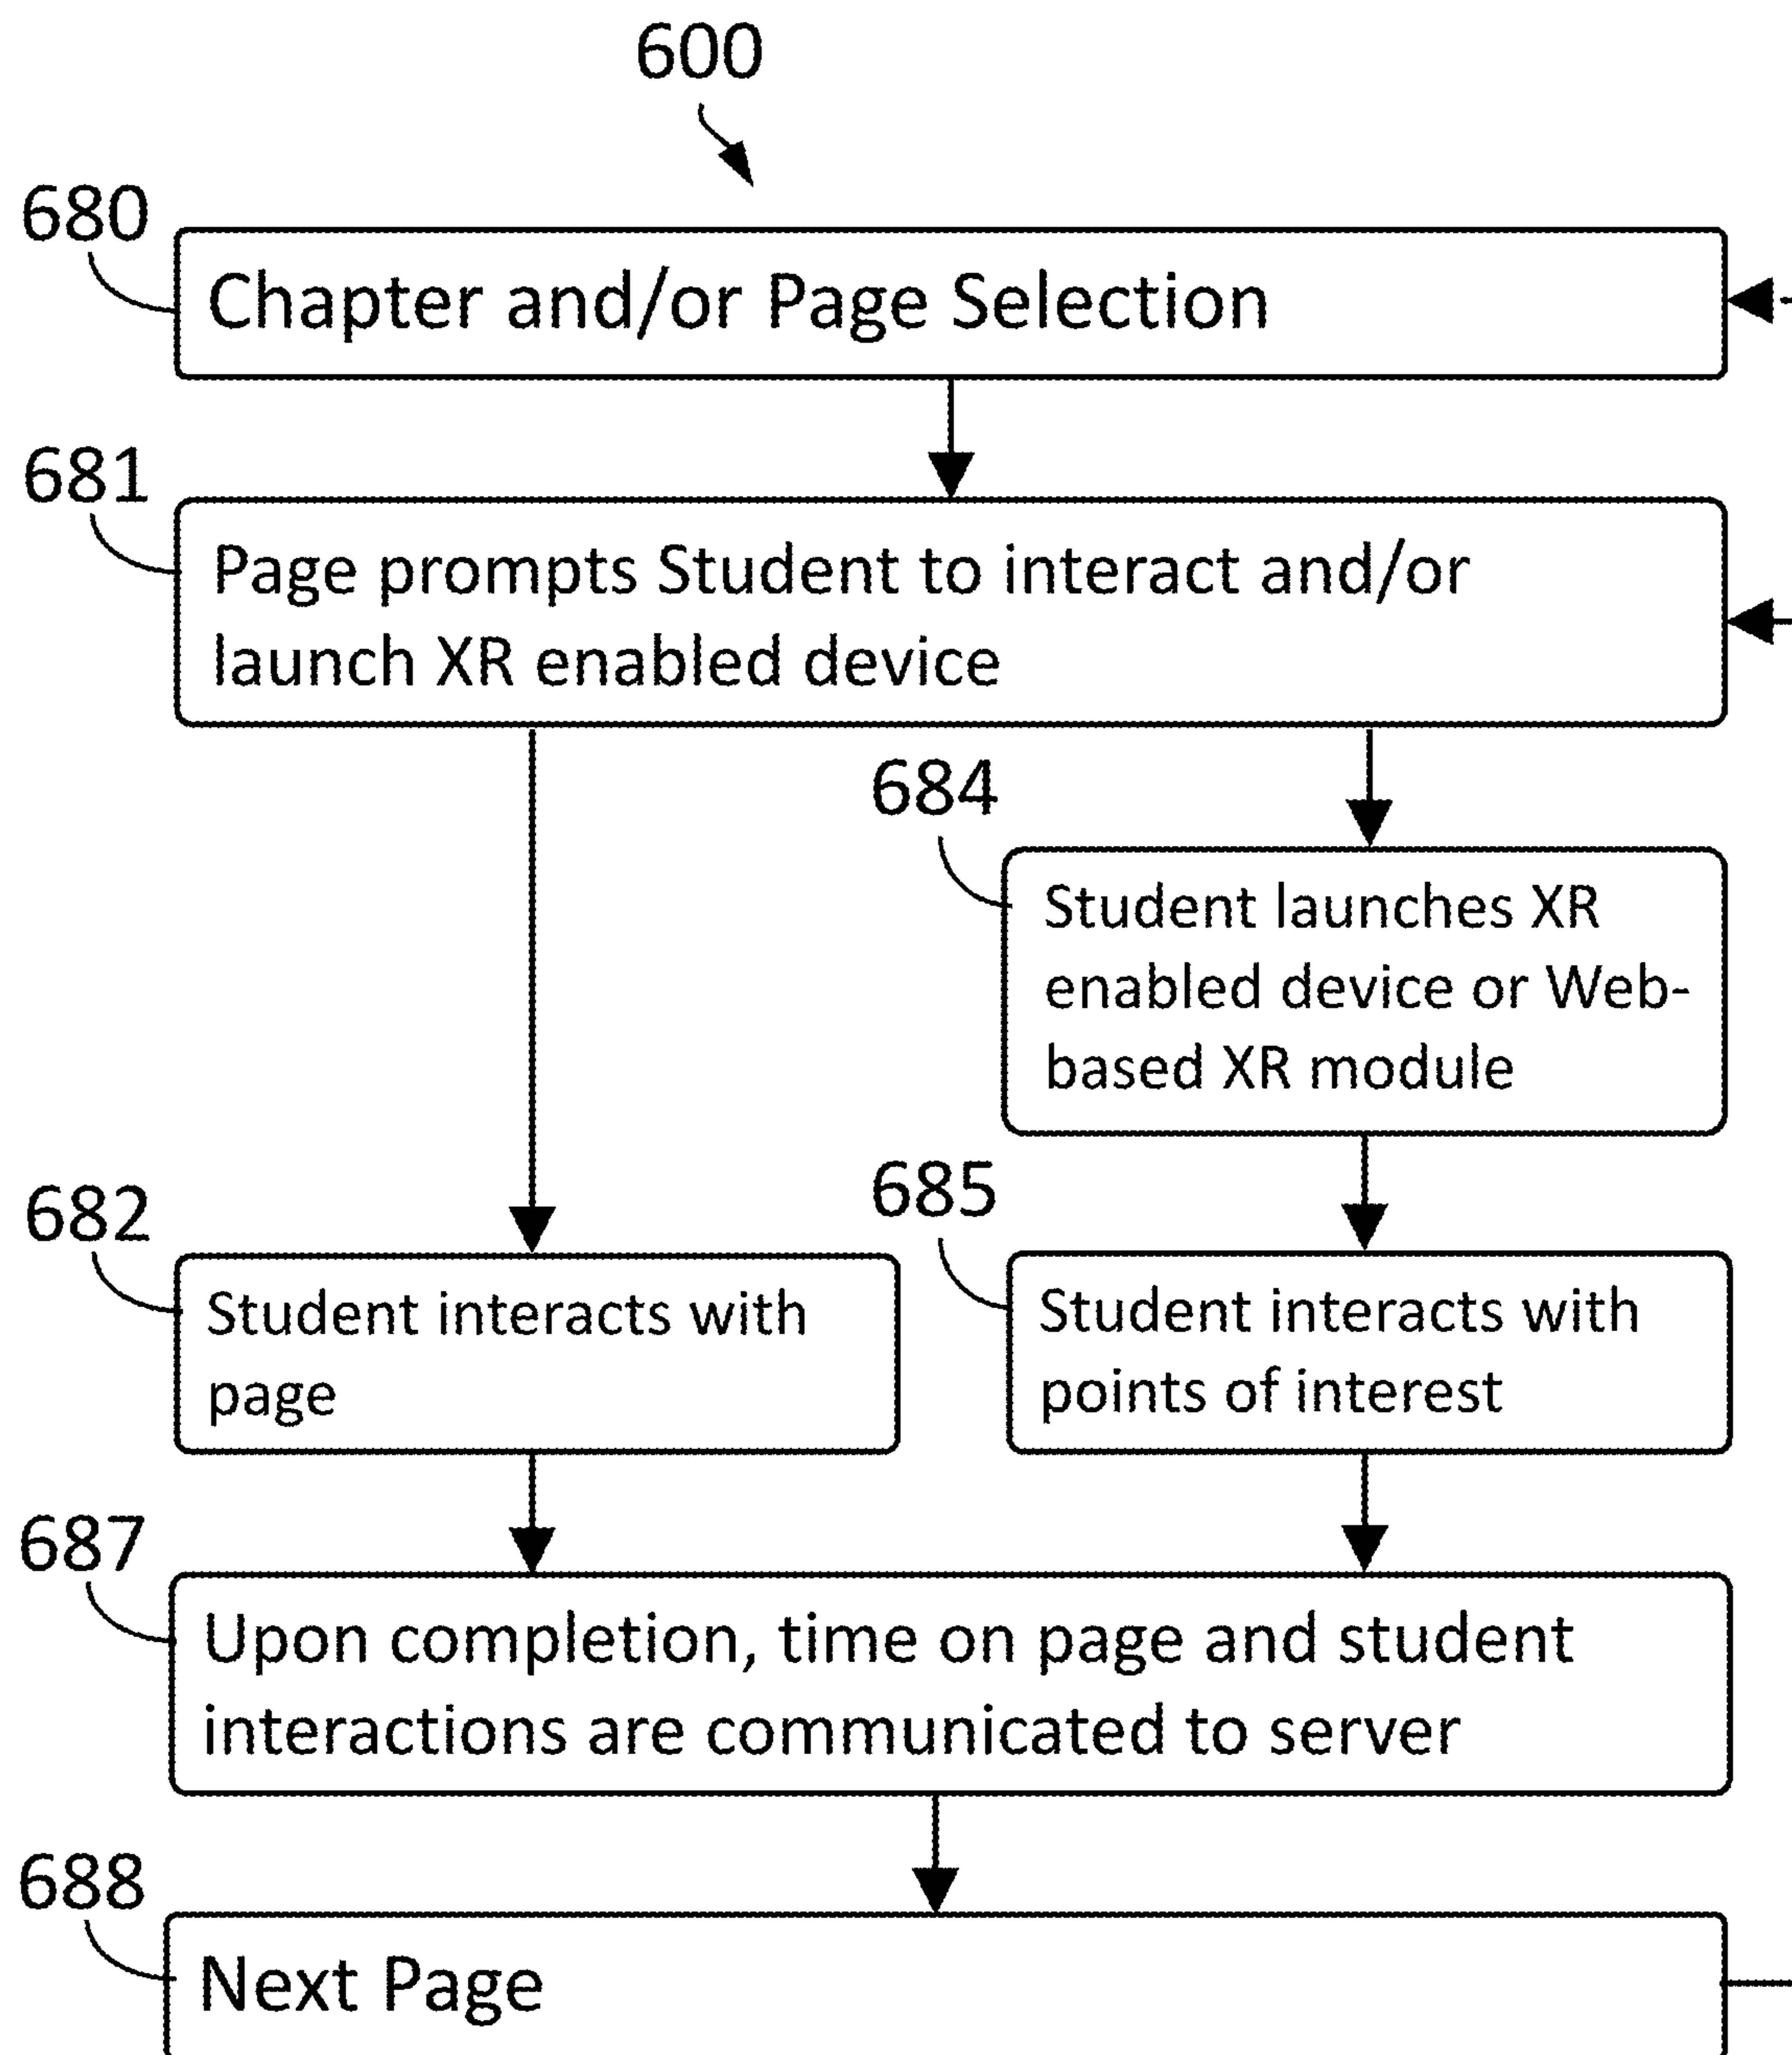 600
680
Chapter and/or Page Selection
681
Page prompts Student to interact and/or
launch XR enabled device
684
Student launches XR
enabled device or Web-
based XR module
682
Student interacts with
page
685
Student interacts with
points of interest
687
Upon completion, time on page and student
interactions are communicated to server
688
Next Page